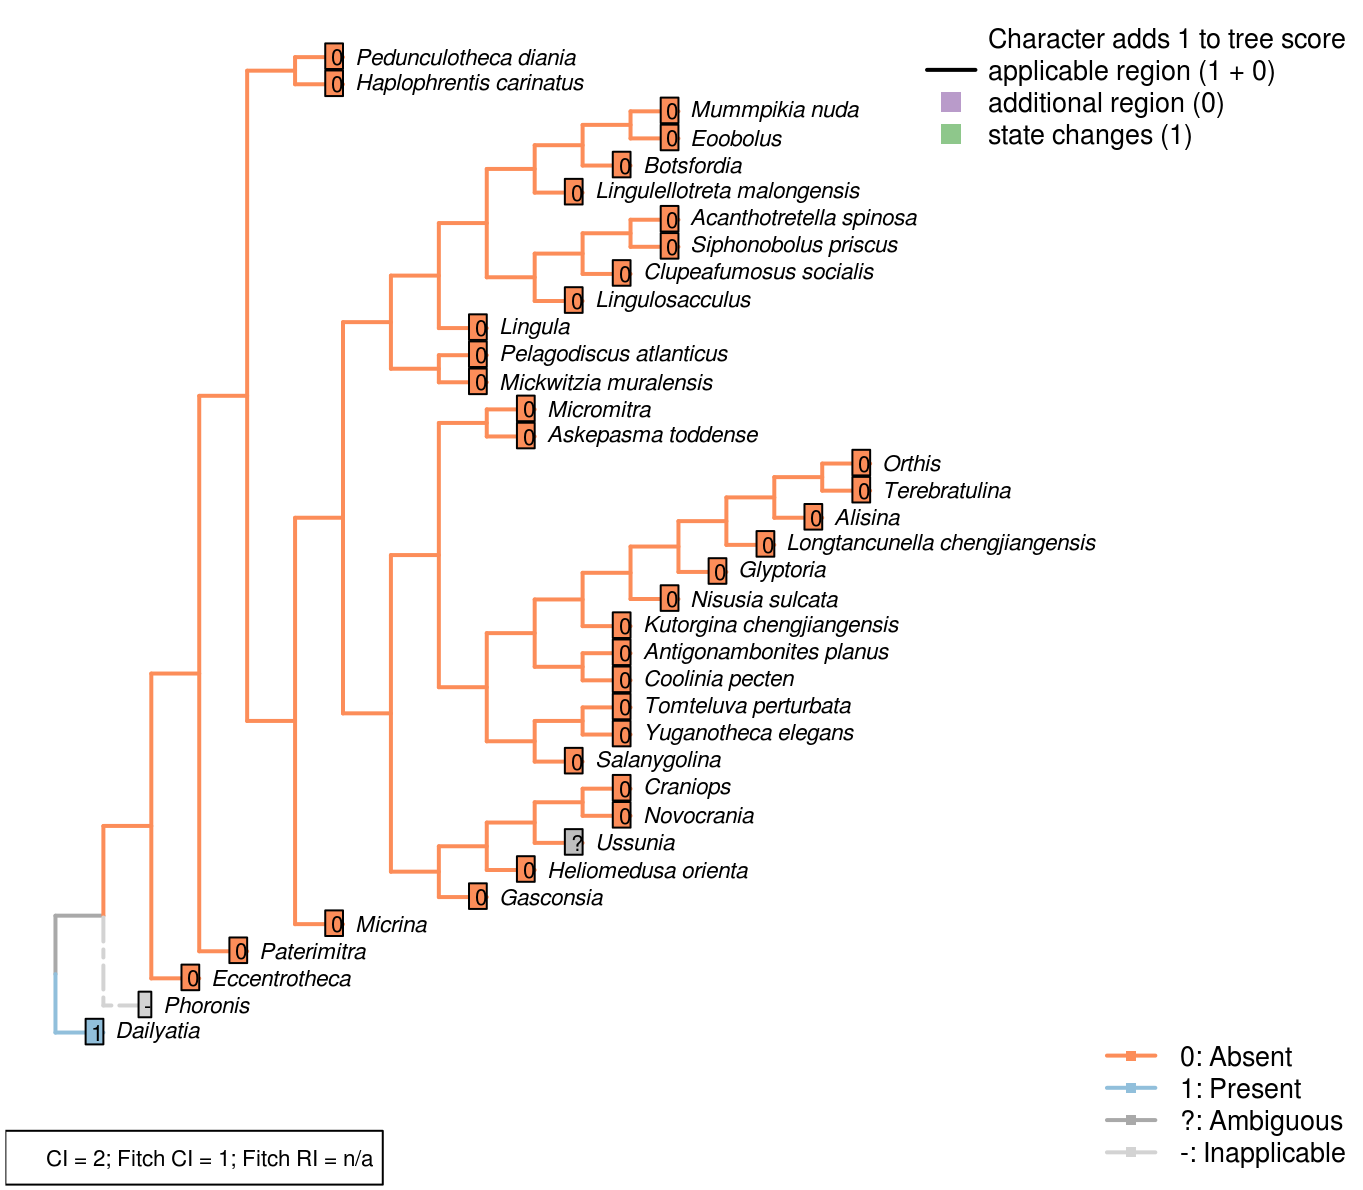 Character adds 1 to tree score
applicable region (1 + 0)
additional region (0)
state changes (1)
0 Pedunculotheca diania
0 Haplophrentis carinatus
0 Mummpikia nuda
0 Eoobolus
0 Botsfordia
0 Lingulellotreta malongensis
0 Acanthotretella spinosa
0 Siphonobolus priscus
0 Clupeafumosus socialis
0 Lingulosacculus
0 Lingula
0 Pelagodiscus atlanticus
0 Mickwitzia muralensis
0 Micromitra
0 Askepasma toddense
0 Orthis
0 Terebratulina
0 Alisina
0 Longtancunella chengjiangensis
0 Glyptoria
0 Nisusia sulcata
0 Kutorgina chengjiangensis
0 Antigonambonites planus
0 Coolinia pecten
0 Tomteluva perturbata
0 Yuganotheca elegans
0 Salanygolina
0 Craniops
0 Novocrania
? Ussunia
0 Heliomedusa orienta
0 Gasconsia
0 Micrina
0 Paterimitra
0 Eccentrotheca
- Phoronis
1 Dailyatia
0: Absent
1: Present
?: Ambiguous
-: Inapplicable
CI = 2; Fitch CI = 1; Fitch RI = n/a